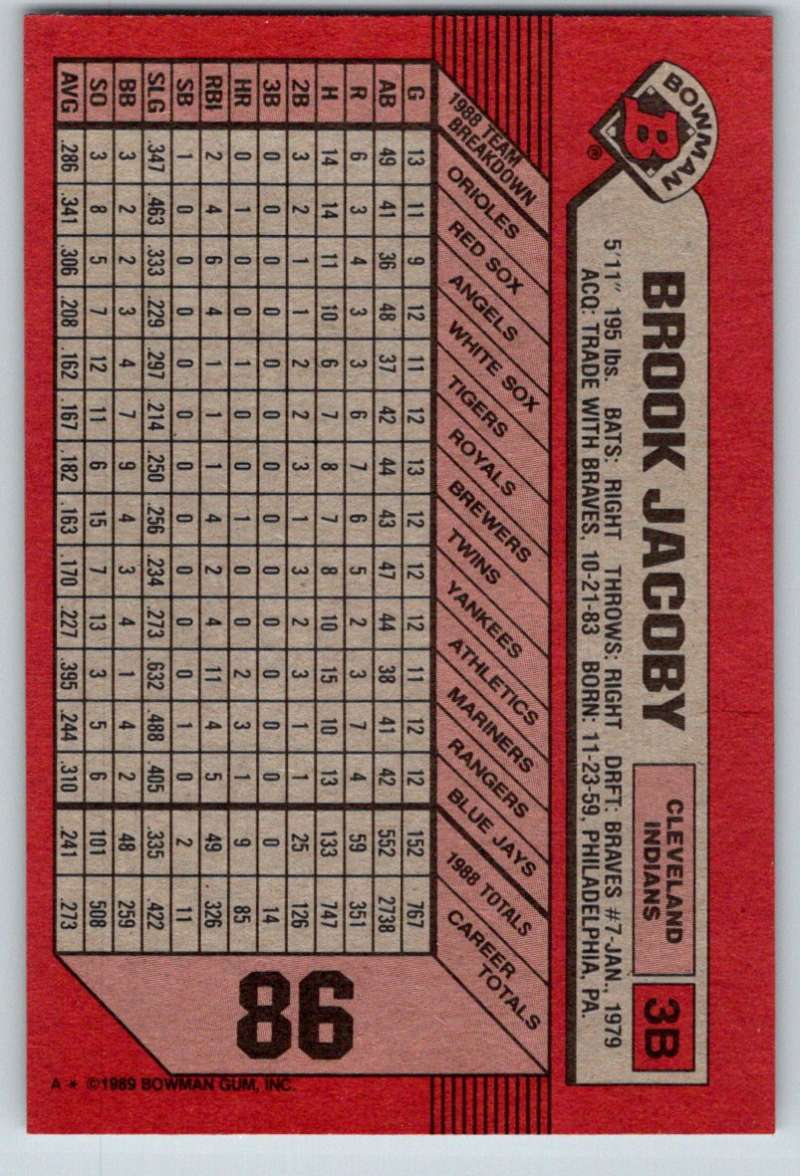 BOWMAN
B
®
BROOK JACOBY
CLEVELAND
INDIANS
3B
5'11" 195 lbs. BATS: RIGHT THROWS: RIGHT DRFT: BRAVES #7-JAN., 1979
ACQ: TRADE WITH BRAVES, 10-21-83 BORN: 11-23-59, PHILADELPHIA, PA.
1988 TEAM
BREAKDOWN ORIOLES RED SOX ANGELS WHITE SOX TIGERS ROYALS BREWERS TWINS YANKEES ATHLETICS MARINERS RANGERS BLUE JAYS 1988 TOTALS CAREER TOTALS
G 13 11 9 12 11 12 13 12 12 12 11 12 12 152 767
AB 49 41 36 48 37 42 44 43 47 44 38 41 42 552 2738
R 6 3 4 3 3 6 7 6 5 2 3 7 4 59 351
H 14 14 11 10 6 7 8 7 8 10 15 10 13 133 747
2B 3 2 1 1 2 2 3 1 3 2 3 1 1 25 126
3B 0 0 0 0 0 0 0 0 0 0 0 0 0 0 14
HR 0 1 0 0 1 0 0 1 0 0 2 3 1 9 85
RBI 2 4 6 4 1 1 1 4 2 4 11 4 5 49 326
SB 1 0 0 0 0 0 0 0 0 0 0 1 0 2 11
SLG .347 .463 .333 .229 .297 .214 .250 .256 .234 .273 .632 .488 .405 .335 .422
BB 3 2 2 3 4 7 9 4 3 4 1 4 2 48 259
SO 3 8 5 7 12 11 6 15 7 13 3 5 6 101 508
AVG .286 .341 .306 .208 .162 .167 .182 .163 .170 .227 .395 .244 .310 .241 .273
86
A * ©1989 BOWMAN GUM, INC.